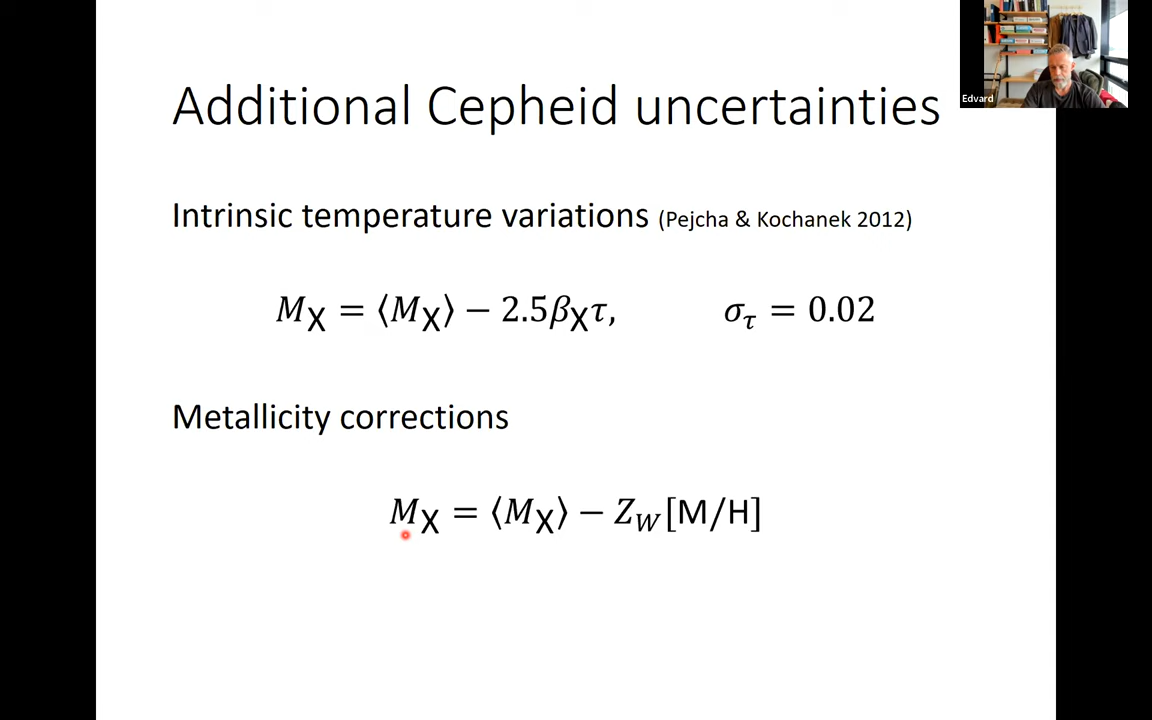 Additional Cepheid uncertainties
Edvard
Intrinsic temperature variations (Pejcha & Kochanek 2012)
M_X = ⟨M_X⟩ − 2.5β_Xτ, σ_τ = 0.02
Metallicity corrections
M_X = ⟨M_X⟩ − Z_W[M/H]